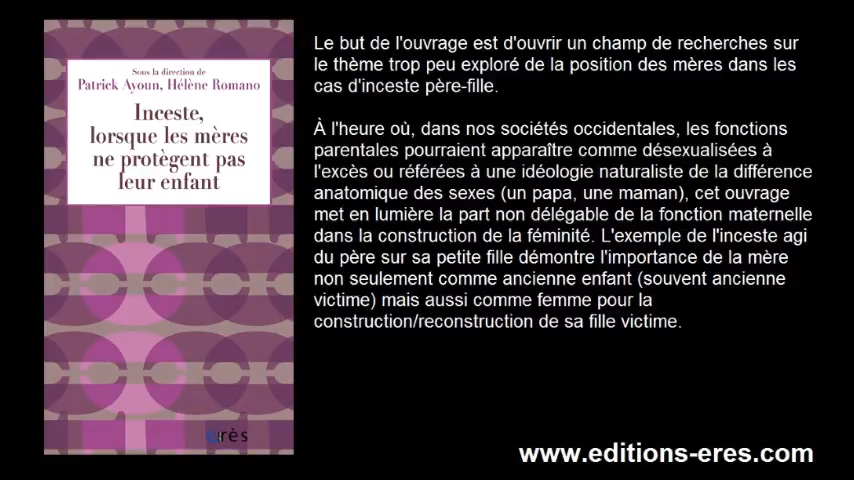 Sous la direction de
Patrick Ayoun, Hélène Romano
Inceste,
lorsque les mères
ne protègent pas
leur enfant
érès
Le but de l'ouvrage est d'ouvrir un champ de recherches sur
le thème trop peu exploré de la position des mères dans les
cas d'inceste père-fille.
À l'heure où, dans nos sociétés occidentales, les fonctions
parentales pourraient apparaître comme désexualisées à
l'excès ou référées à une idéologie naturaliste de la différence
anatomique des sexes (un papa, une maman), cet ouvrage
met en lumière la part non délégable de la fonction maternelle
dans la construction de la féminité. L'exemple de l'inceste agi
du père sur sa petite fille démontre l'importance de la mère
non seulement comme ancienne enfant (souvent ancienne
victime) mais aussi comme femme pour la
construction/reconstruction de sa fille victime.
www.editions-eres.com